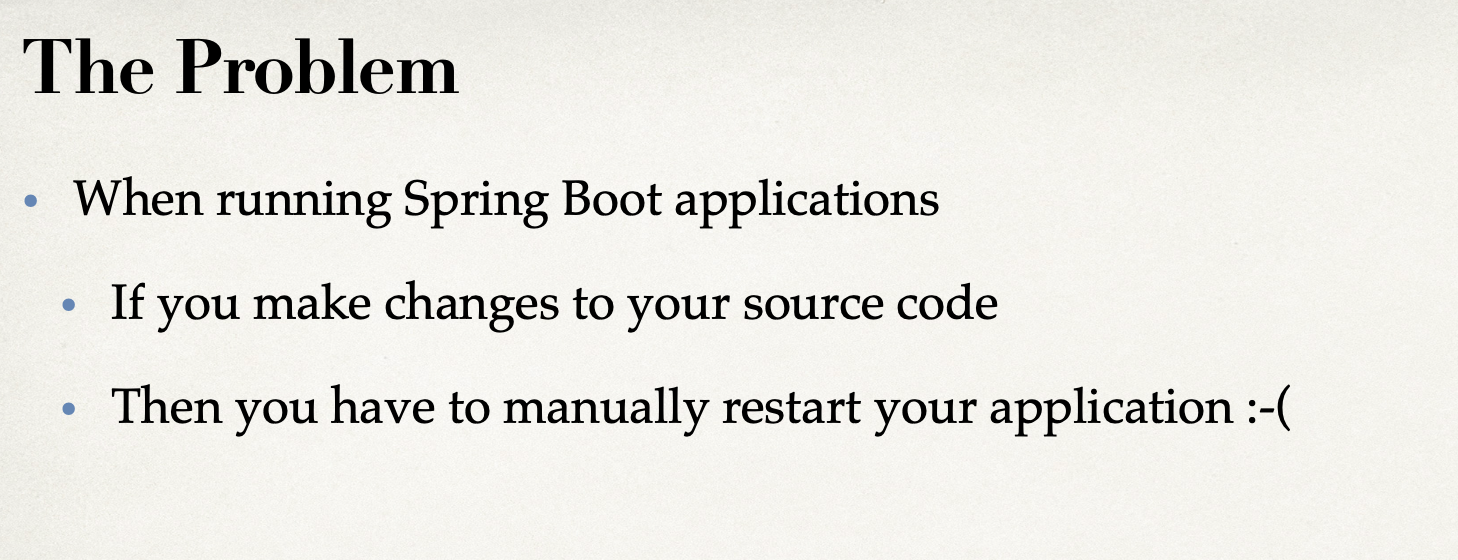 The Problem
• When running Spring Boot applications
• If you make changes to your source code
• Then you have to manually restart your application :-(